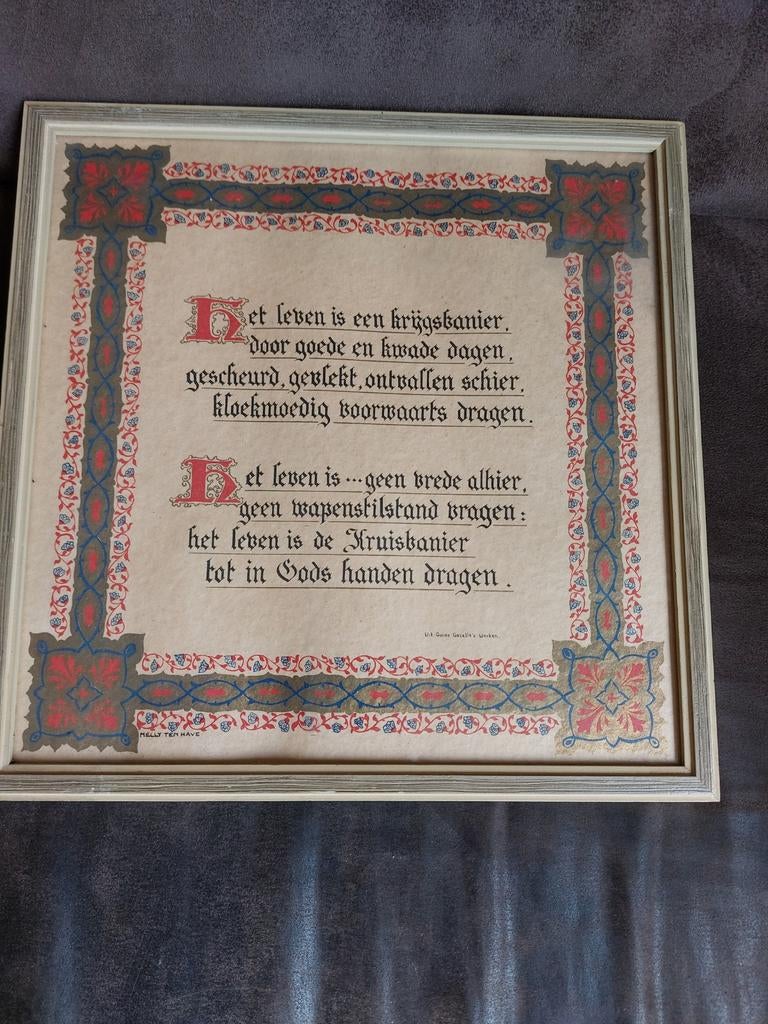 Het leven is een krijgsbanier,
door goede en kwade dagen,
gescheurd, gevlekt, ontvallen schier,
kloekmoedig voorwaarts dragen.
Het leven is ... geen vrede alhier,
geen wapenstilstand vragen:
het leven is de Kruisbanier
tot in Gods handen dragen.
Uit Guido Gezelle's Werken.
NELLY TEN HAVE